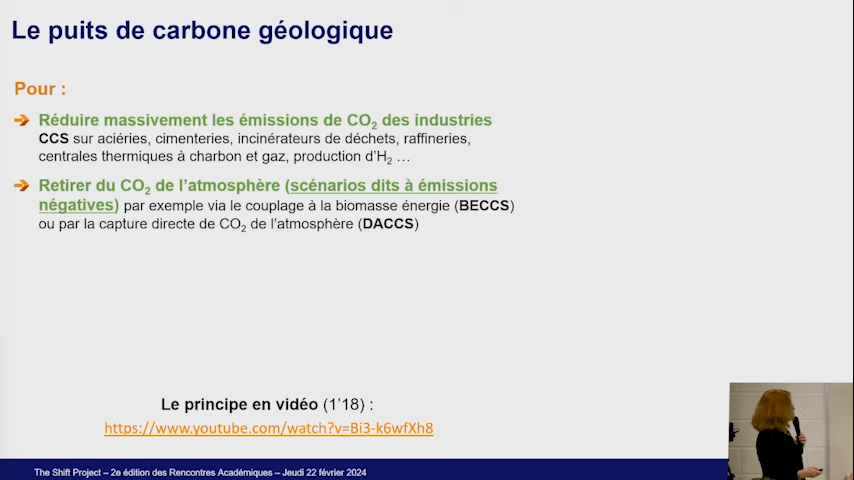 Le puits de carbone géologique
Pour :
➔ Réduire massivement les émissions de CO₂ des industries
CCS sur aciéries, cimenteries, incinérateurs de déchets, raffineries,
centrales thermiques à charbon et gaz, production d'H₂ …
➔ Retirer du CO₂ de l'atmosphère (scénarios dits à émissions
négatives) par exemple via le couplage à la biomasse énergie (BECCS)
ou par la capture directe de CO₂ de l'atmosphère (DACCS)
Le principe en vidéo (1'18) :
https://www.youtube.com/watch?v=Bi3-k6wfXh8
The Shift Project – 2e édition des Rencontres Académiques – Jeudi 22 février 2024